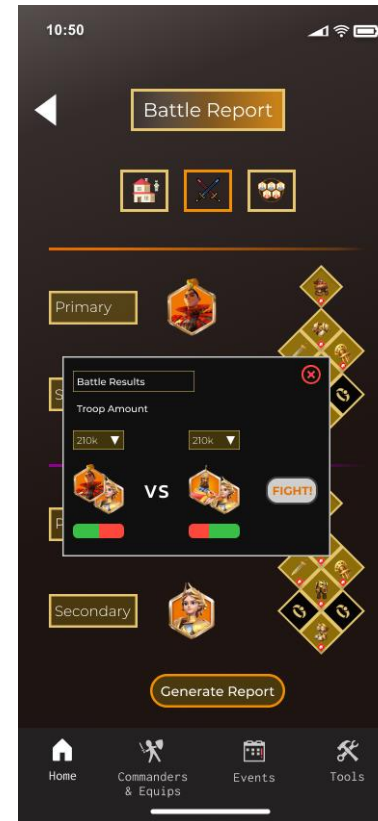 10:50
Battle Report
Primary
Battle Results
Troop Amount
210k
210k
VS
FIGHT!
Secondary
Generate Report
Home
Commanders
& Equips
Events
Tools